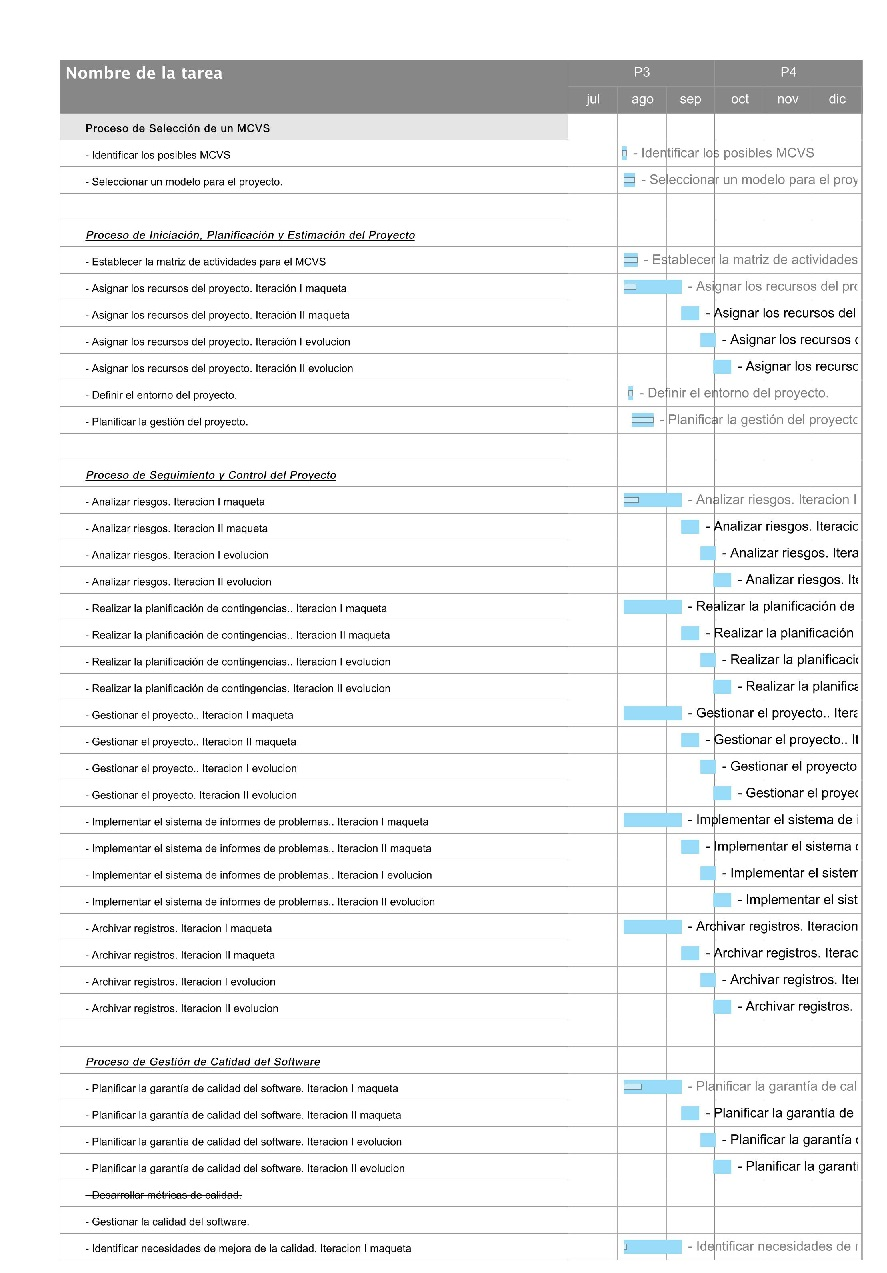 Nombre de la tarea P3 P4
jul ago sep oct nov dic
Proceso de Selección de un MCVS
- Identificar los posibles MCVS - Identificar los posibles MCVS
- Seleccionar un modelo para el proyecto. - Seleccionar un modelo para el proy
Proceso de Iniciación, Planificación y Estimación del Proyecto
- Establecer la matriz de actividades para el MCVS - Establecer la matriz de actividades
- Asignar los recursos del proyecto. Iteración I maqueta - Asignar los recursos del pro
- Asignar los recursos del proyecto. Iteración II maqueta - Asignar los recursos del
- Asignar los recursos del proyecto. Iteración I evolucion - Asignar los recursos
- Asignar los recursos del proyecto. Iteración II evolucion - Asignar los recurso
- Definir el entorno del proyecto. - Definir el entorno del proyecto.
- Planificar la gestión del proyecto. - Planificar la gestión del proyecto
Proceso de Seguimiento y Control del Proyecto
- Analizar riesgos. Iteracion I maqueta - Analizar riesgos. Iteracion I
- Analizar riesgos. Iteracion II maqueta - Analizar riesgos. Iteracio
- Analizar riesgos. Iteracion I evolucion - Analizar riesgos. Itera
- Analizar riesgos. Iteracion II evolucion - Analizar riesgos. Ite
- Realizar la planificación de contingencias.. Iteracion I maqueta - Realizar la planificación de
- Realizar la planificación de contingencias.. Iteracion II maqueta - Realizar la planificación
- Realizar la planificación de contingencias.. Iteracion I evolucion - Realizar la planificació
- Realizar la planificación de contingencias. Iteracion II evolucion - Realizar la planifica
- Gestionar el proyecto.. Iteracion I maqueta - Gestionar el proyecto.. Itera
- Gestionar el proyecto.. Iteracion II maqueta - Gestionar el proyecto.. It
- Gestionar el proyecto.. Iteracion I evolucion - Gestionar el proyecto
- Gestionar el proyecto. Iteracion II evolucion - Gestionar el proyec
- Implementar el sistema de informes de problemas.. Iteracion I maqueta - Implementar el sistema de i
- Implementar el sistema de informes de problemas.. Iteracion II maqueta - Implementar el sistema
- Implementar el sistema de informes de problemas.. Iteracion I evolucion - Implementar el sistem
- Implementar el sistema de informes de problemas.. Iteracion II evolucion - Implementar el sist
- Archivar registros. Iteracion I maqueta - Archivar registros. Iteracion
- Archivar registros. Iteracion II maqueta - Archivar registros. Iterac
- Archivar registros. Iteracion I evolucion - Archivar registros. Iter
- Archivar registros. Iteracion II evolucion - Archivar registros.
Proceso de Gestión de Calidad del Software
- Planificar la garantía de calidad del software. Iteracion I maqueta - Planificar la garantía de cal
- Planificar la garantía de calidad del software. Iteracion II maqueta - Planificar la garantía de
- Planificar la garantía de calidad del software. Iteracion I evolucion - Planificar la garantía
- Planificar la garantía de calidad del software. Iteracion II evolucion - Planificar la garanti
- Desarrollar métricas de calidad.
- Gestionar la calidad del software.
- Identificar necesidades de mejora de la calidad. Iteracion I maqueta - Identificar necesidades de